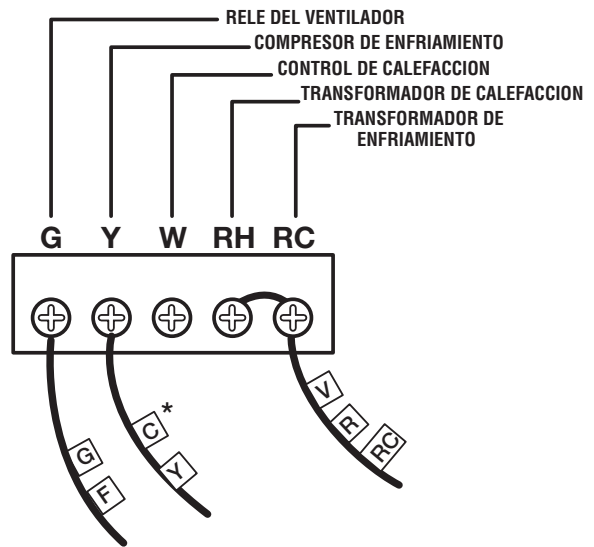 RELE DEL VENTILADOR
COMPRESOR DE ENFRIAMIENTO
CONTROL DE CALEFACCION
TRANSFORMADOR DE CALEFACCION
TRANSFORMADOR DE
ENFRIAMIENTO
G Y W RH RC
G
F
C*
Y
V
R
RC